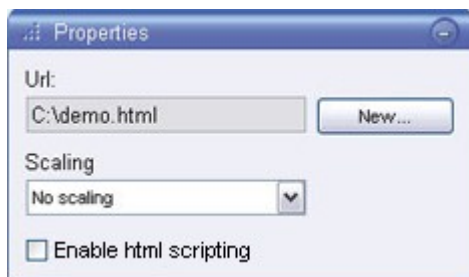 Properties
Url:
C:\demo.html
New...
Scaling
No scaling
Enable html scripting